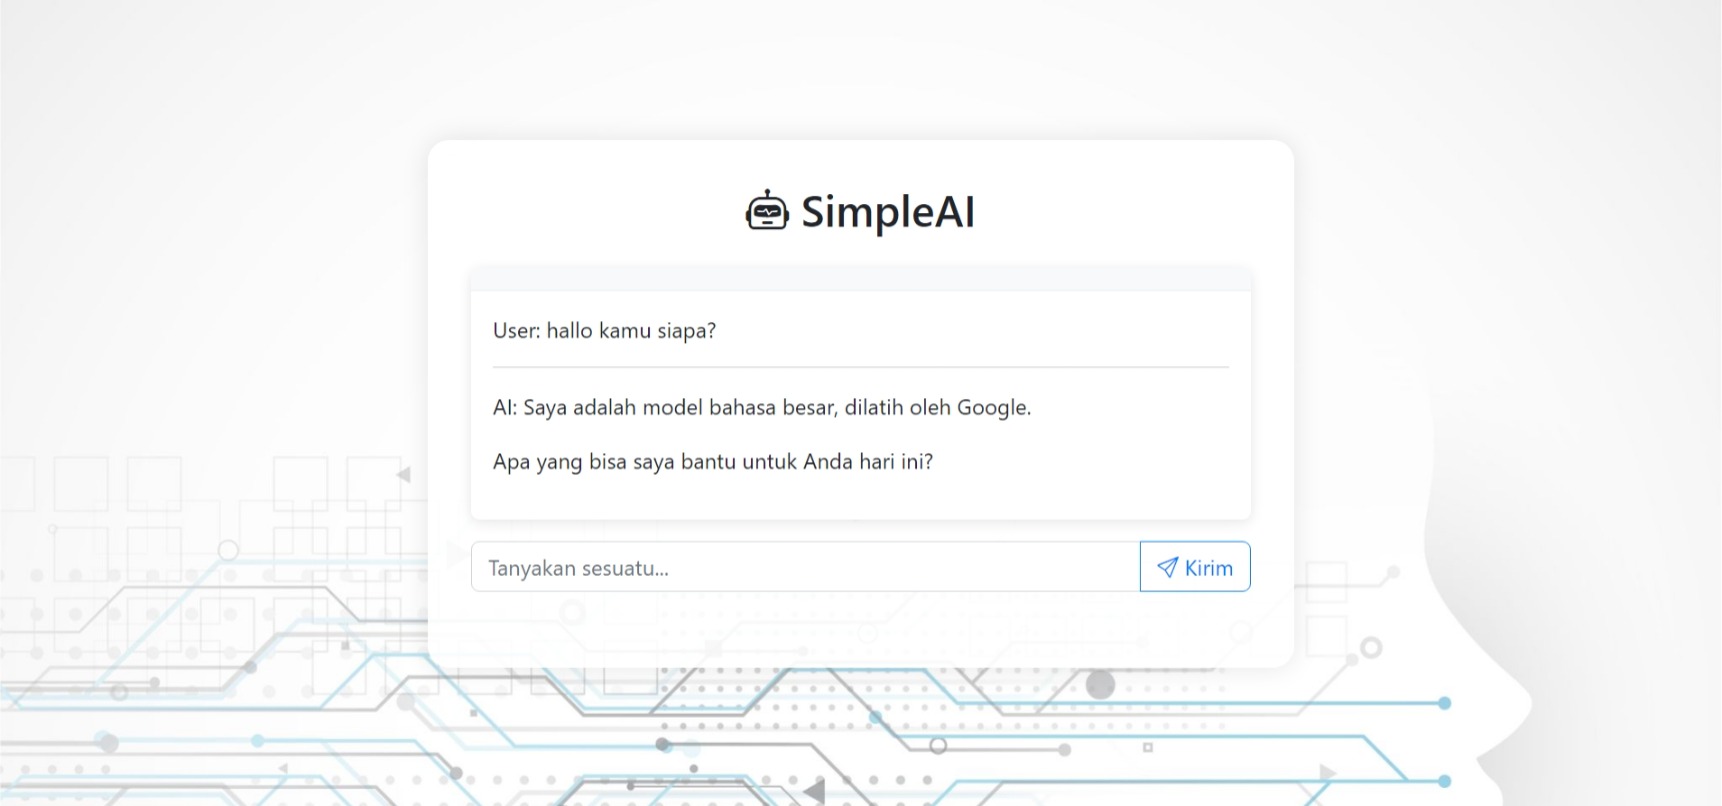 SimpleAI
User: hallo kamu siapa?
AI: Saya adalah model bahasa besar, dilatih oleh Google.
Apa yang bisa saya bantu untuk Anda hari ini?
Tanyakan sesuatu...
Kirim